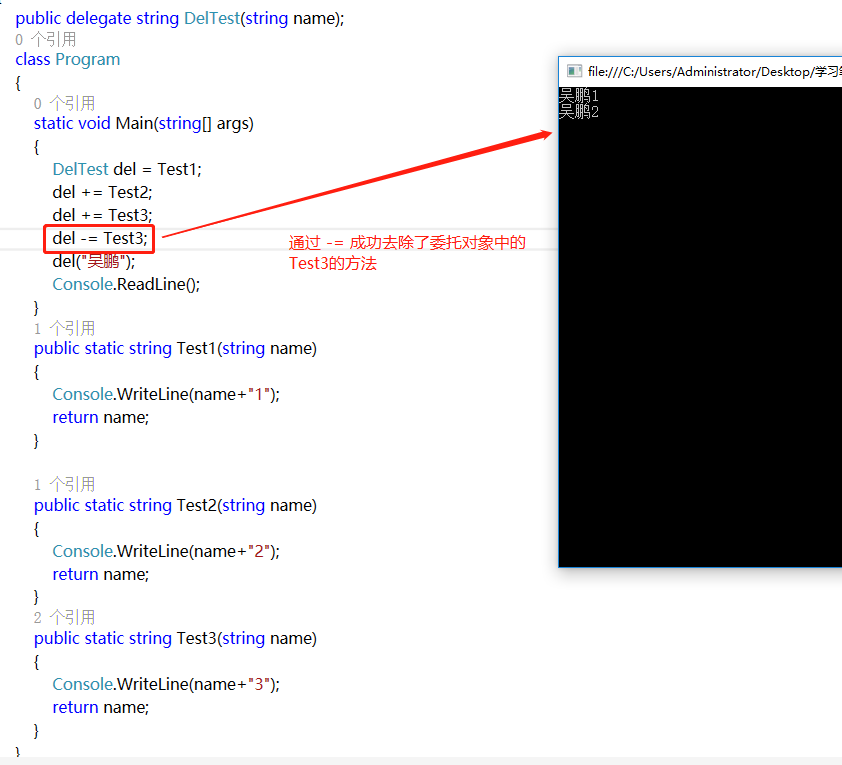 public delegate string DelTest(string name);
0 个引用
class Program
{
0 个引用
static void Main(string[] args)
{
DelTest del = Test1;
del += Test2;
del += Test3;
del -= Test3;
del("吴鹏");
Console.ReadLine();
}
1 个引用
public static string Test1(string name)
{
Console.WriteLine(name+"1");
return name;
}
1 个引用
public static string Test2(string name)
{
Console.WriteLine(name+"2");
return name;
}
2 个引用
public static string Test3(string name)
{
Console.WriteLine(name+"3");
return name;
}
}
通过 -= 成功去除了委托对象中的
Test3的方法
file:///C:/Users/Administrator/Desktop/学习
吴鹏1
吴鹏2